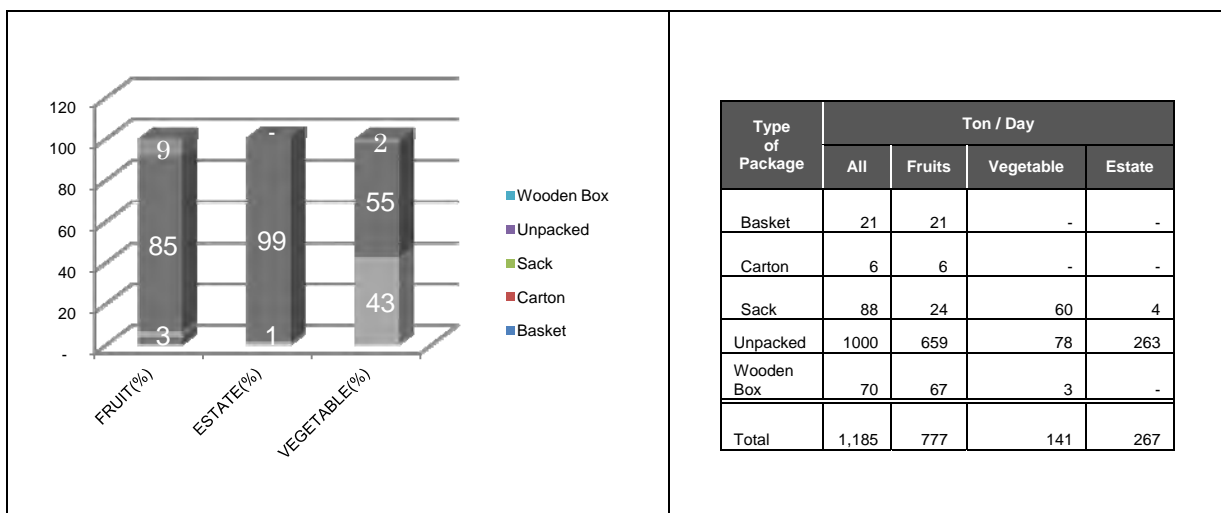 120
100
80
60
40
20
-
9
85
3
-
99
1
2
55
43
FRUIT(%)
ESTATE(%)
VEGETABLE(%)
Wooden Box
Unpacked
Sack
Carton
Basket
Type of Package Ton / Day
All Fruits Vegetable Estate
Basket 21 21 - -
Carton 6 6 - -
Sack 88 24 60 4
Unpacked 1000 659 78 263
Wooden Box 70 67 3 -
Total 1,185 777 141 267